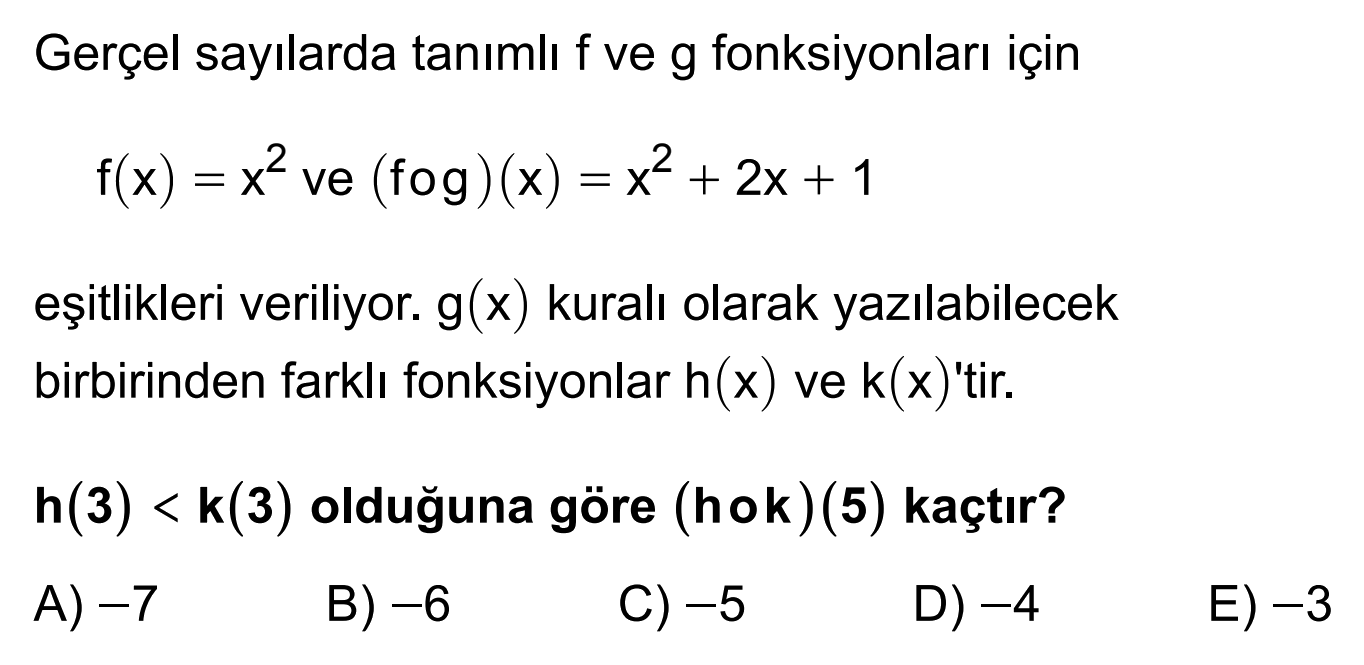 Gerçel sayılarda tanımlı f ve g fonksiyonları için
f(x) = x² ve (fog)(x) = x² + 2x + 1
eşitlikleri veriliyor. g(x) kuralı olarak yazılabilecek
birbirinden farklı fonksiyonlar h(x) ve k(x)'tir.
h(3) < k(3) olduğuna göre (hok)(5) kaçtır?
A) –7 B) –6 C) –5 D) –4 E) –3